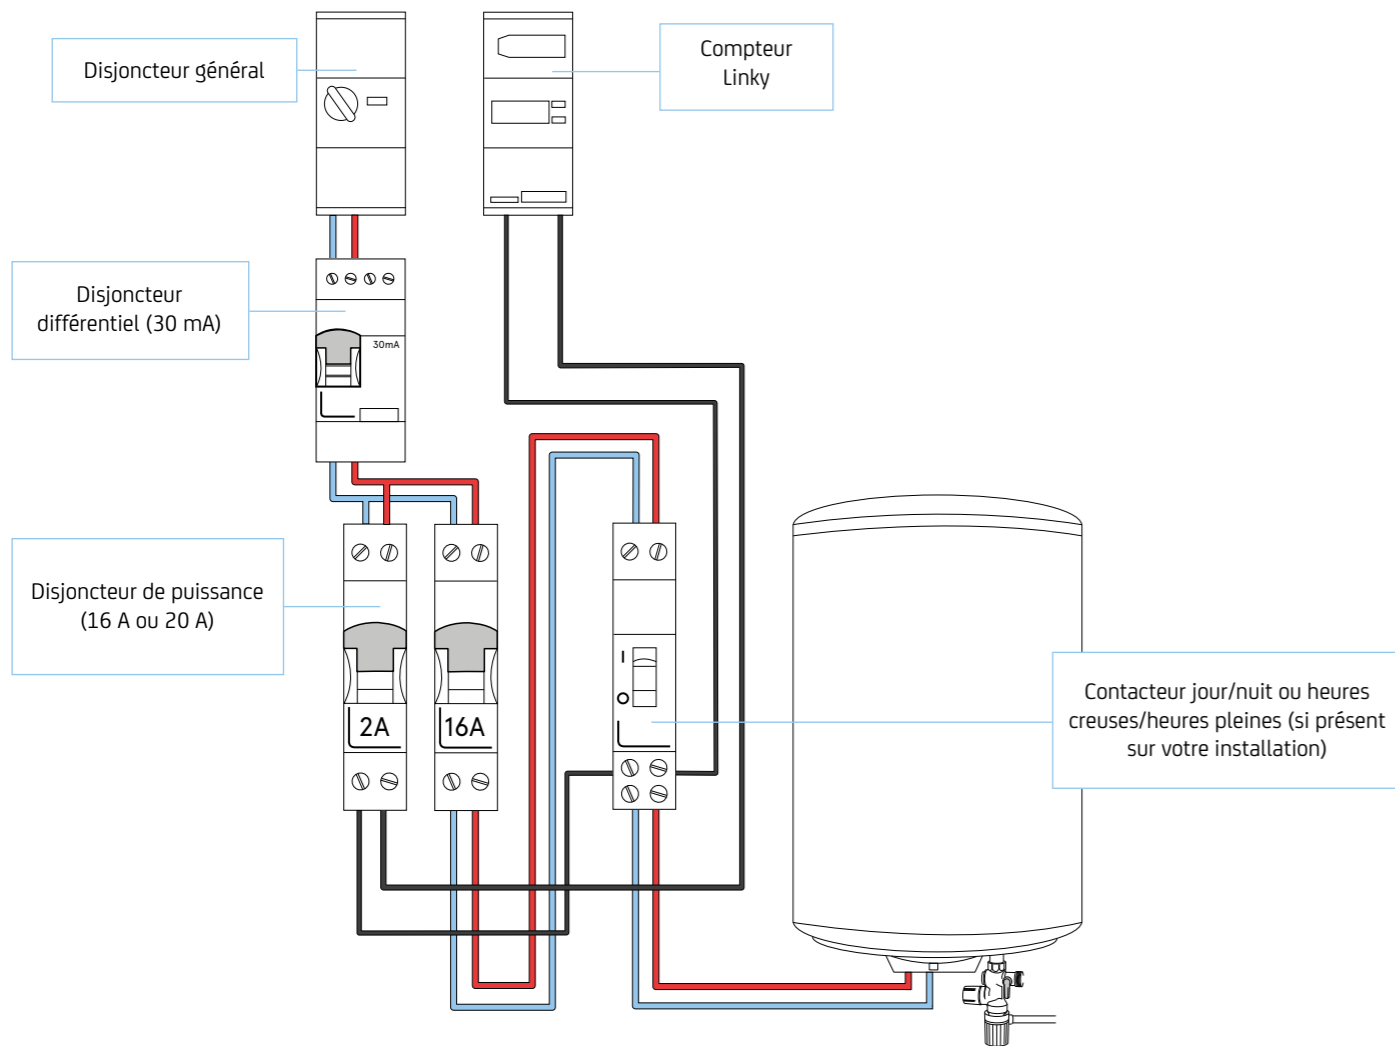 Disjoncteur général
Compteur
Linky
Disjoncteur
différentiel (30 mA)
30mA
Disjoncteur de puissance
(16 A ou 20 A)
2A
16A
I
O
Contacteur jour/nuit ou heures
creuses/heures pleines (si présent
sur votre installation)